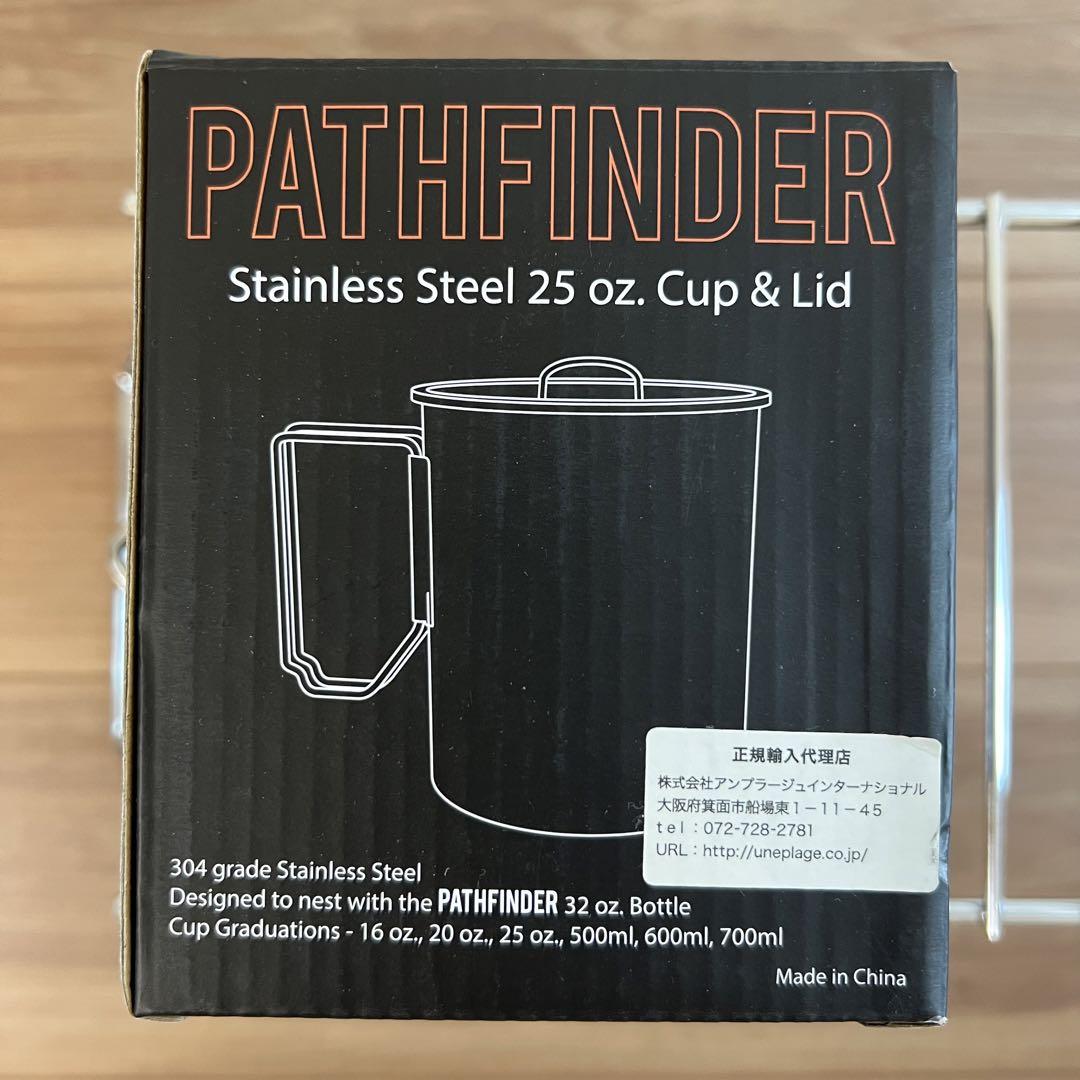 PATHFINDER
Stainless Steel 25 oz. Cup & Lid
正規輸入代理店
株式会社アンプラージュインターナショナル
大阪府箕面市船場東1-11-45
tel：072-728-2781
URL：http://uneplage.co.jp/
304 grade Stainless Steel
Designed to nest with the PATHFINDER 32 oz. Bottle
Cup Graduations - 16 oz., 20 oz., 25 oz., 500ml, 600ml, 700ml
Made in China